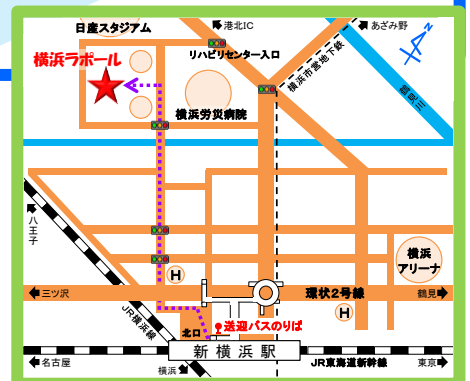 日産スタジアム
港北IC
あざみ野
N
横浜ラポール
リハビリセンター入口
横浜市営地下鉄
鶴見川
横浜労災病院
八王子
H
横浜
アリーナ
三ツ沢
環状2号線
鶴見
H
JR横浜線
北口
送迎バスのりば
新横浜駅
名古屋
横浜
JR東海道新幹線
東京